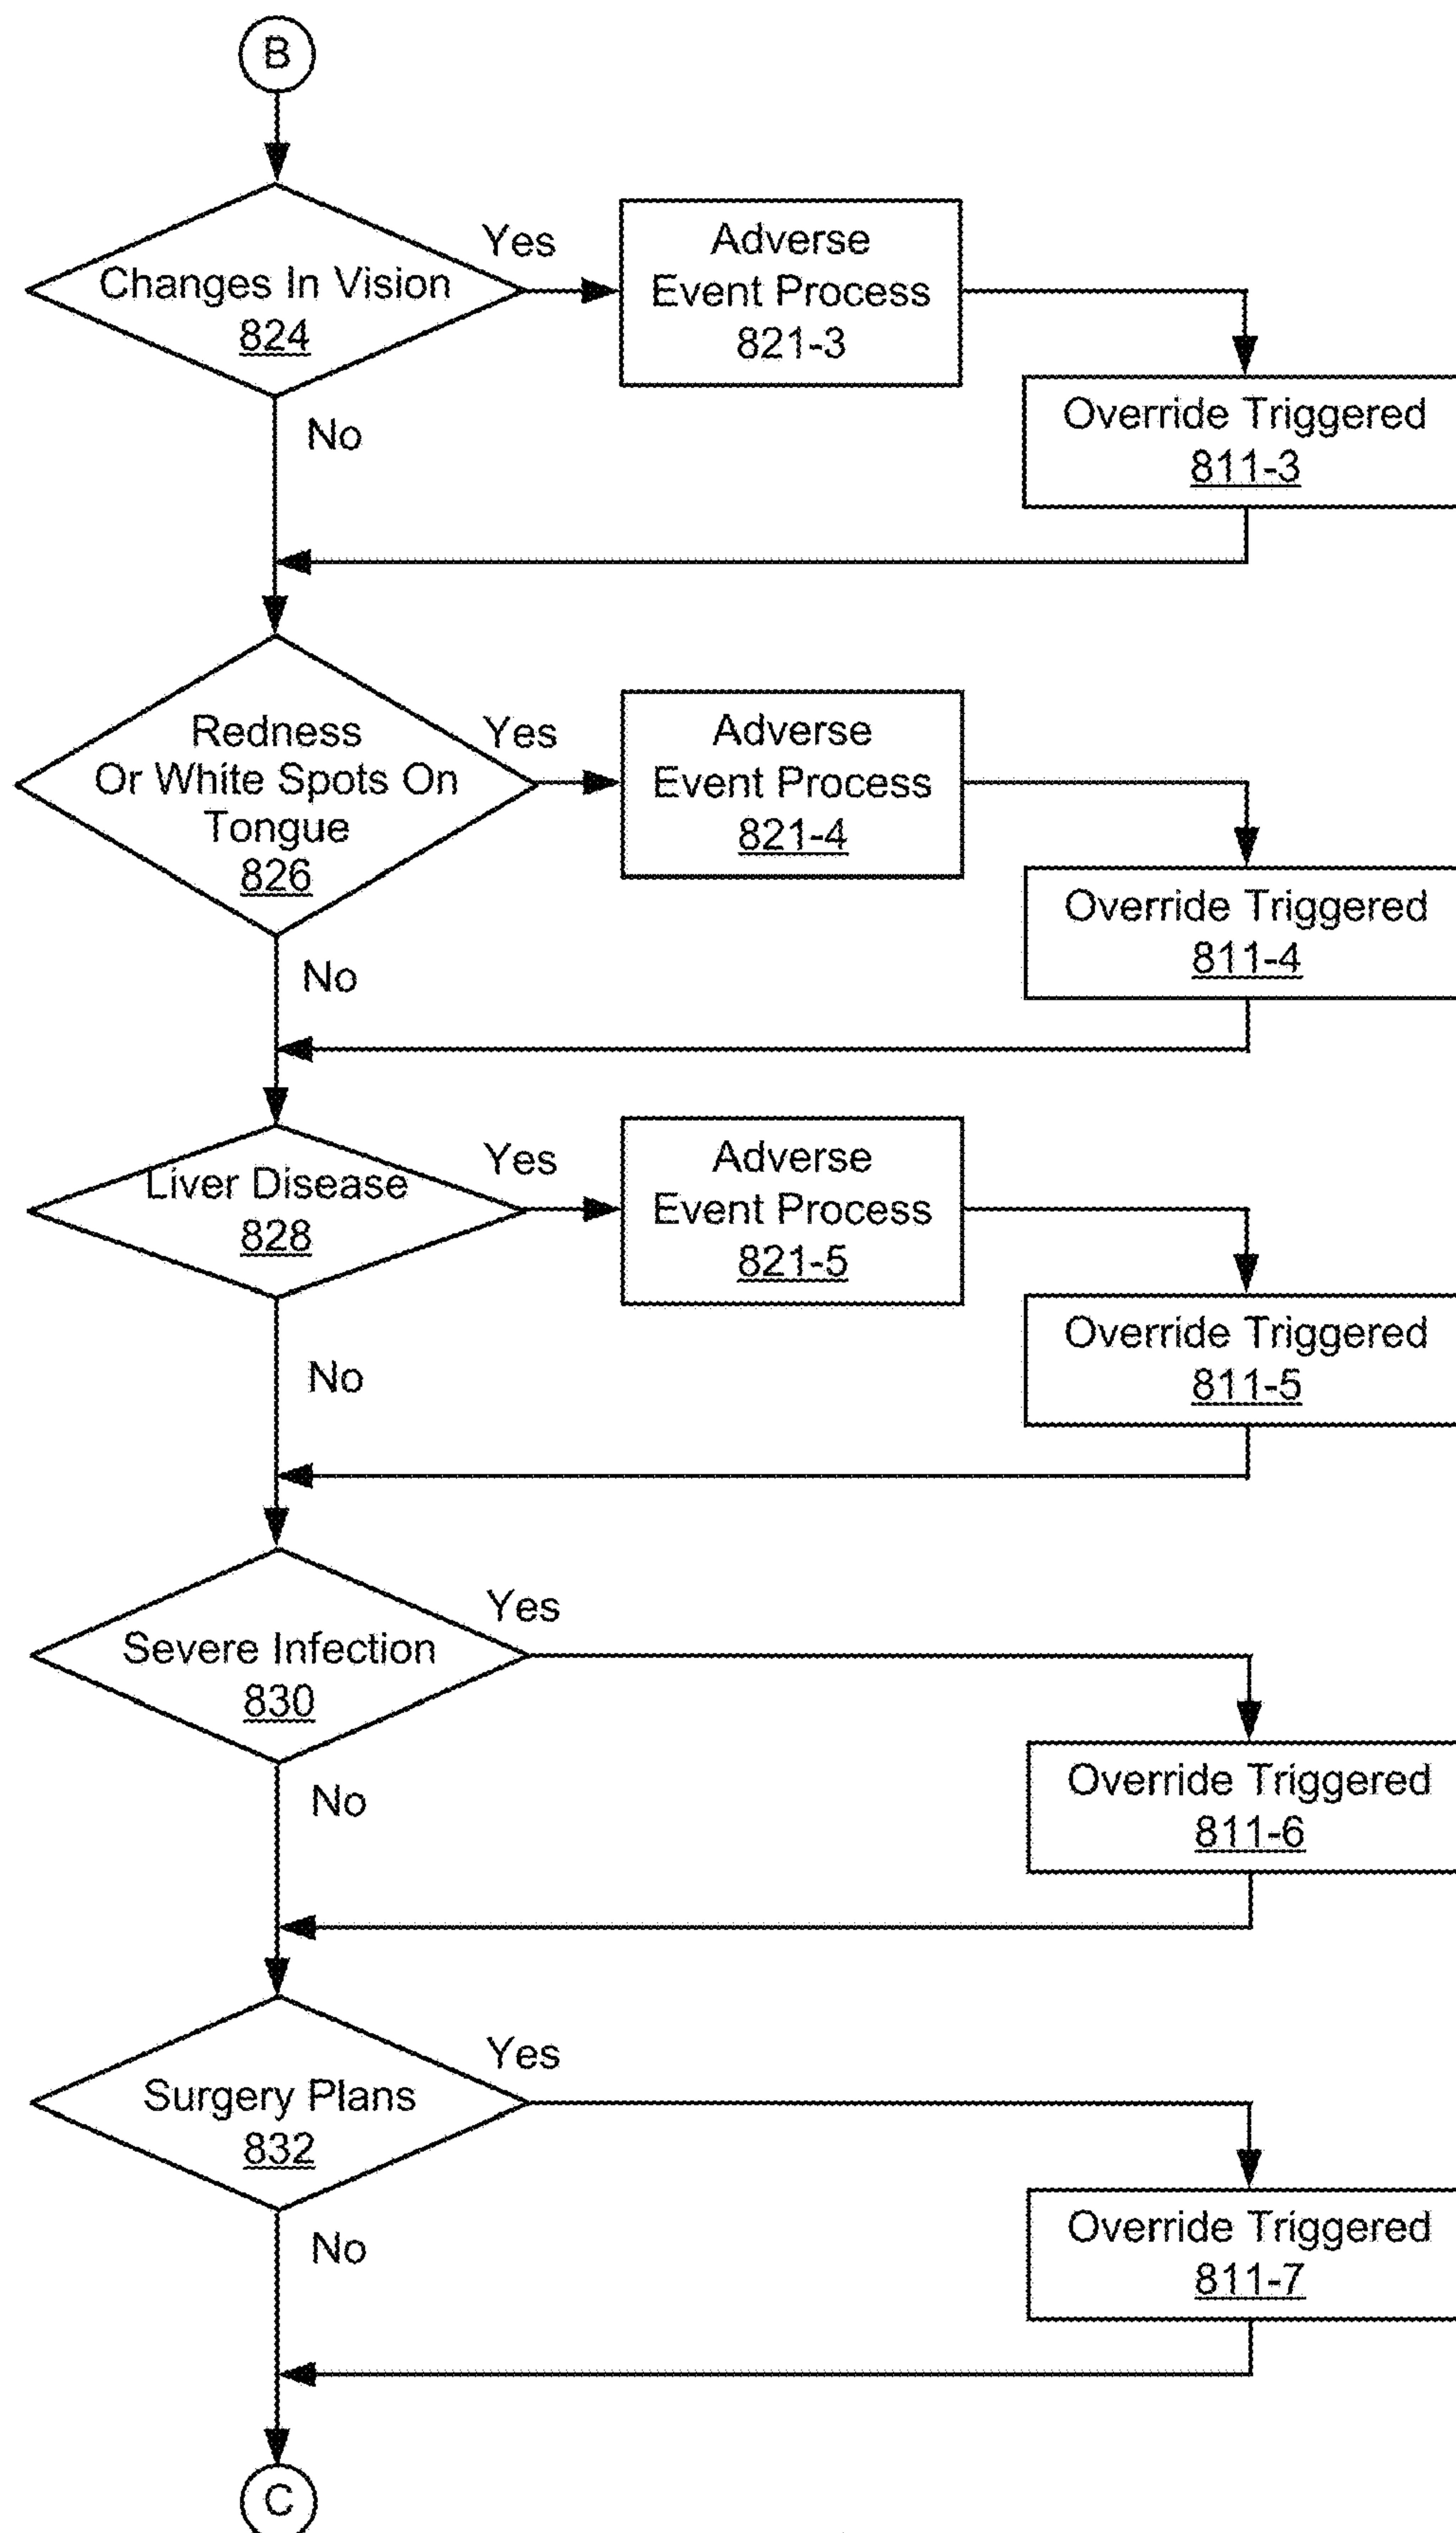 B
Changes In Vision
824
Yes
Adverse
Event Process
821-3
Override Triggered
811-3
No
Redness
Or White Spots On
Tongue
826
Yes
Adverse
Event Process
821-4
Override Triggered
811-4
No
Liver Disease
828
Yes
Adverse
Event Process
821-5
Override Triggered
811-5
No
Severe Infection
830
Yes
Override Triggered
811-6
No
Surgery Plans
832
Yes
Override Triggered
811-7
No
C